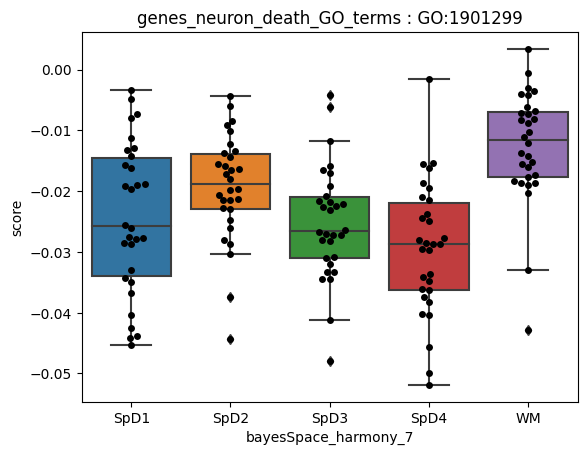 genes_neuron_death_GO_terms : GO:1901299
0.00
−0.01
−0.02
−0.03
−0.04
−0.05
score
SpD1 SpD2 SpD3 SpD4 WM
bayesSpace_harmony_7